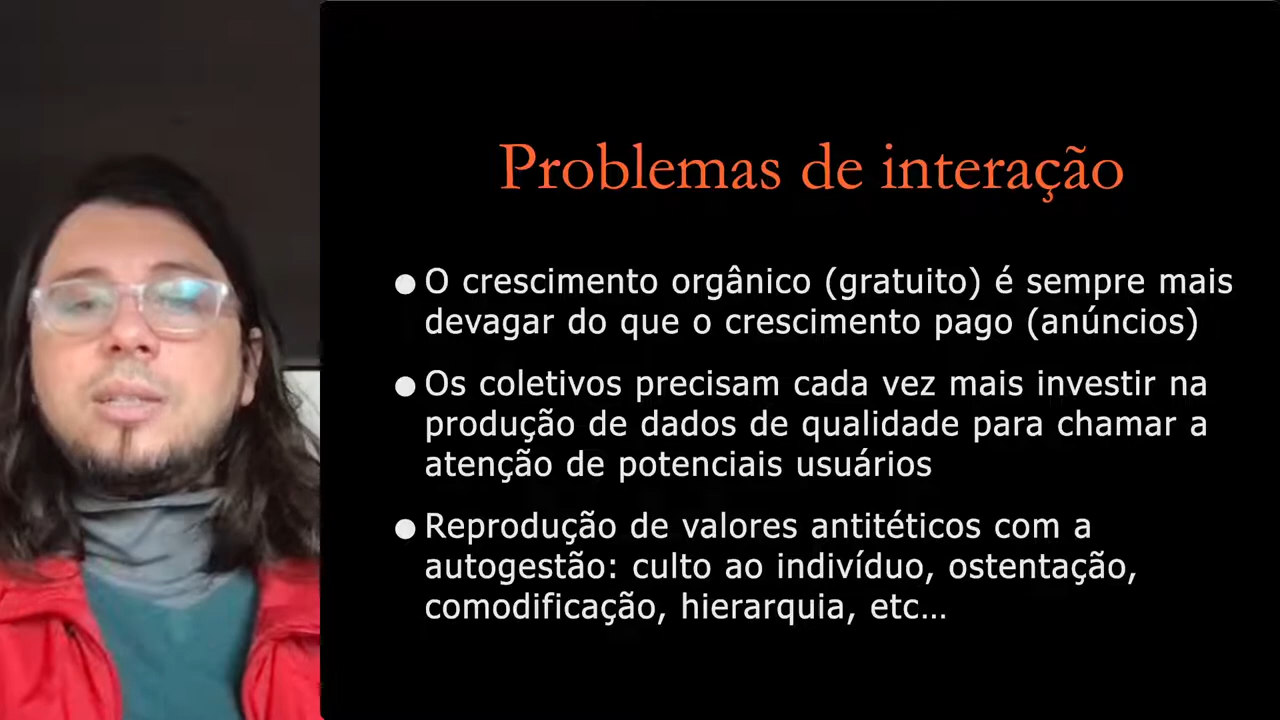 Problemas de interação
● O crescimento orgânico (gratuito) é sempre mais
devagar do que o crescimento pago (anúncios)
● Os coletivos precisam cada vez mais investir na
produção de dados de qualidade para chamar a
atenção de potenciais usuários
● Reprodução de valores antitéticos com a
autogestão: culto ao indivíduo, ostentação,
comodificação, hierarquia, etc...